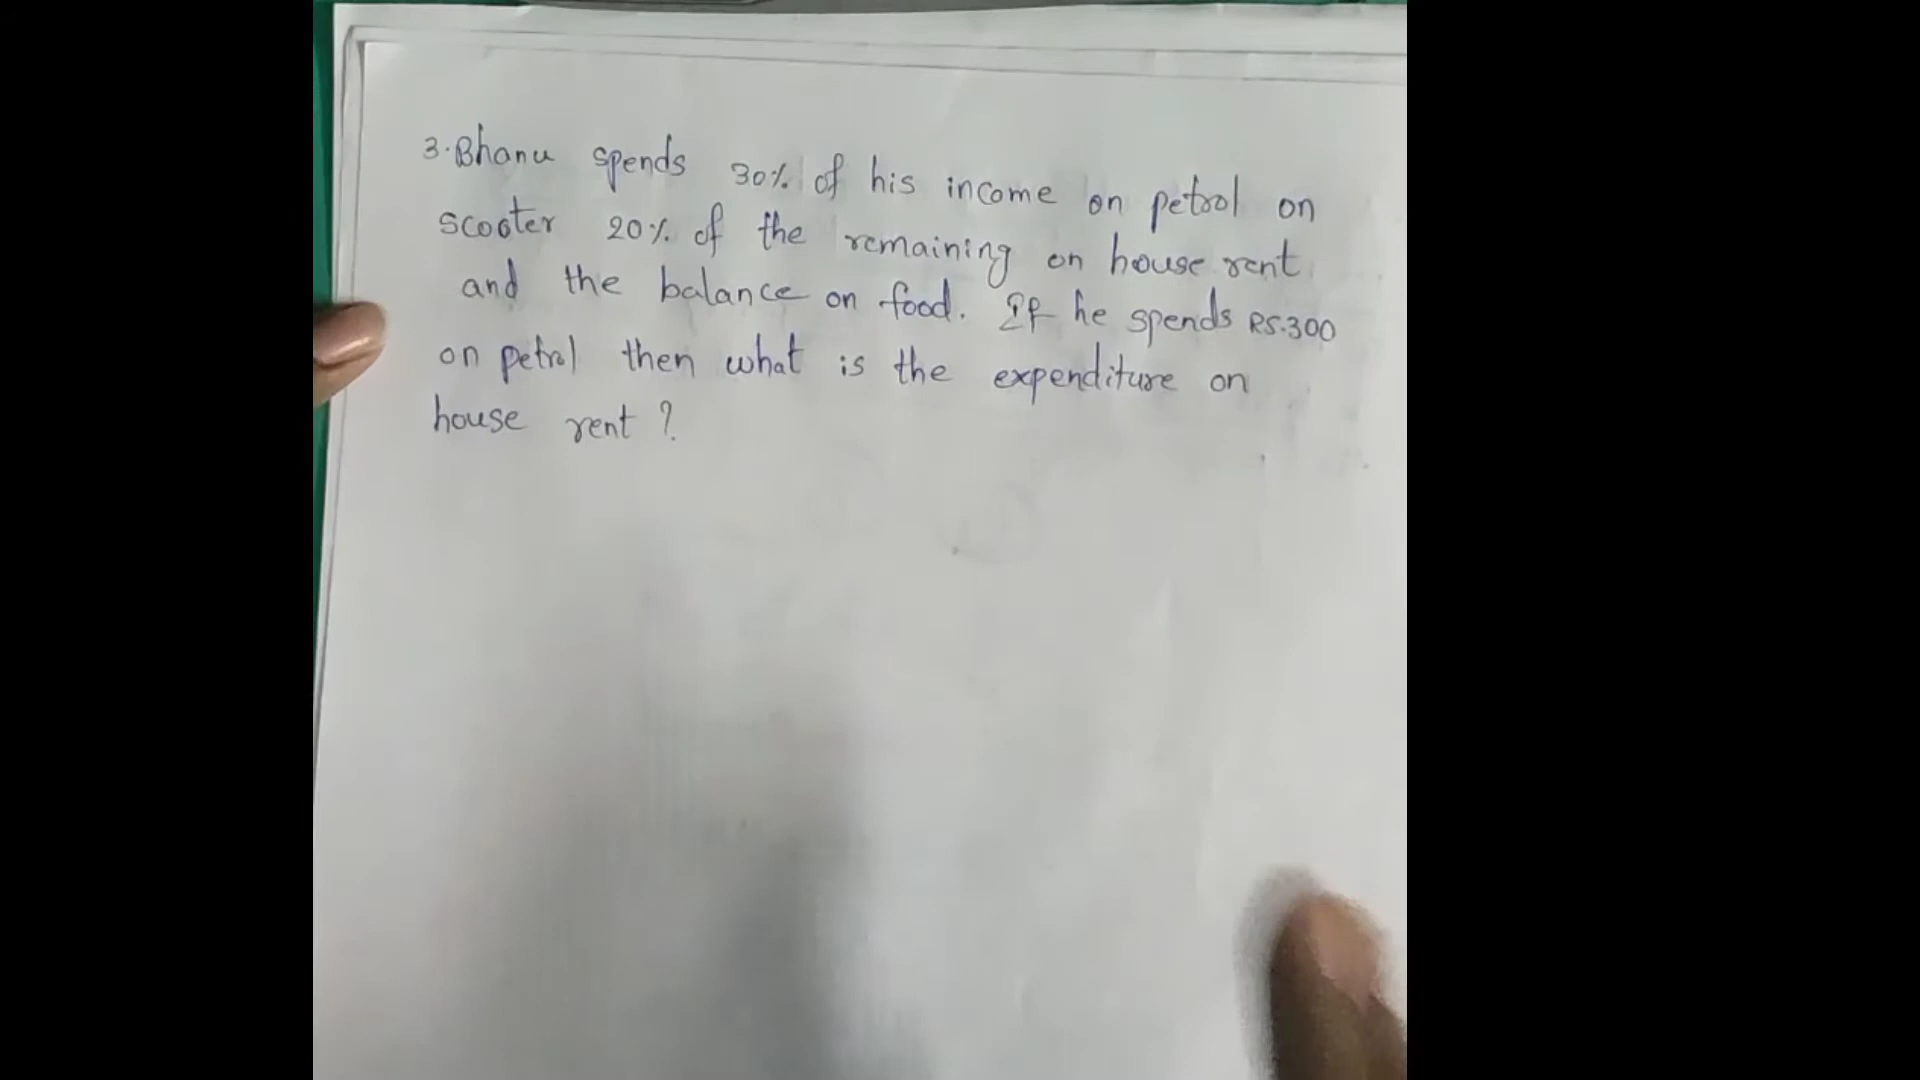 3. Bhanu spends 30% of his income on petrol on
scooter 20% of the remaining on house rent
and the balance on food. If he spends RS.300
on petrol then what is the expenditure on
house rent ?